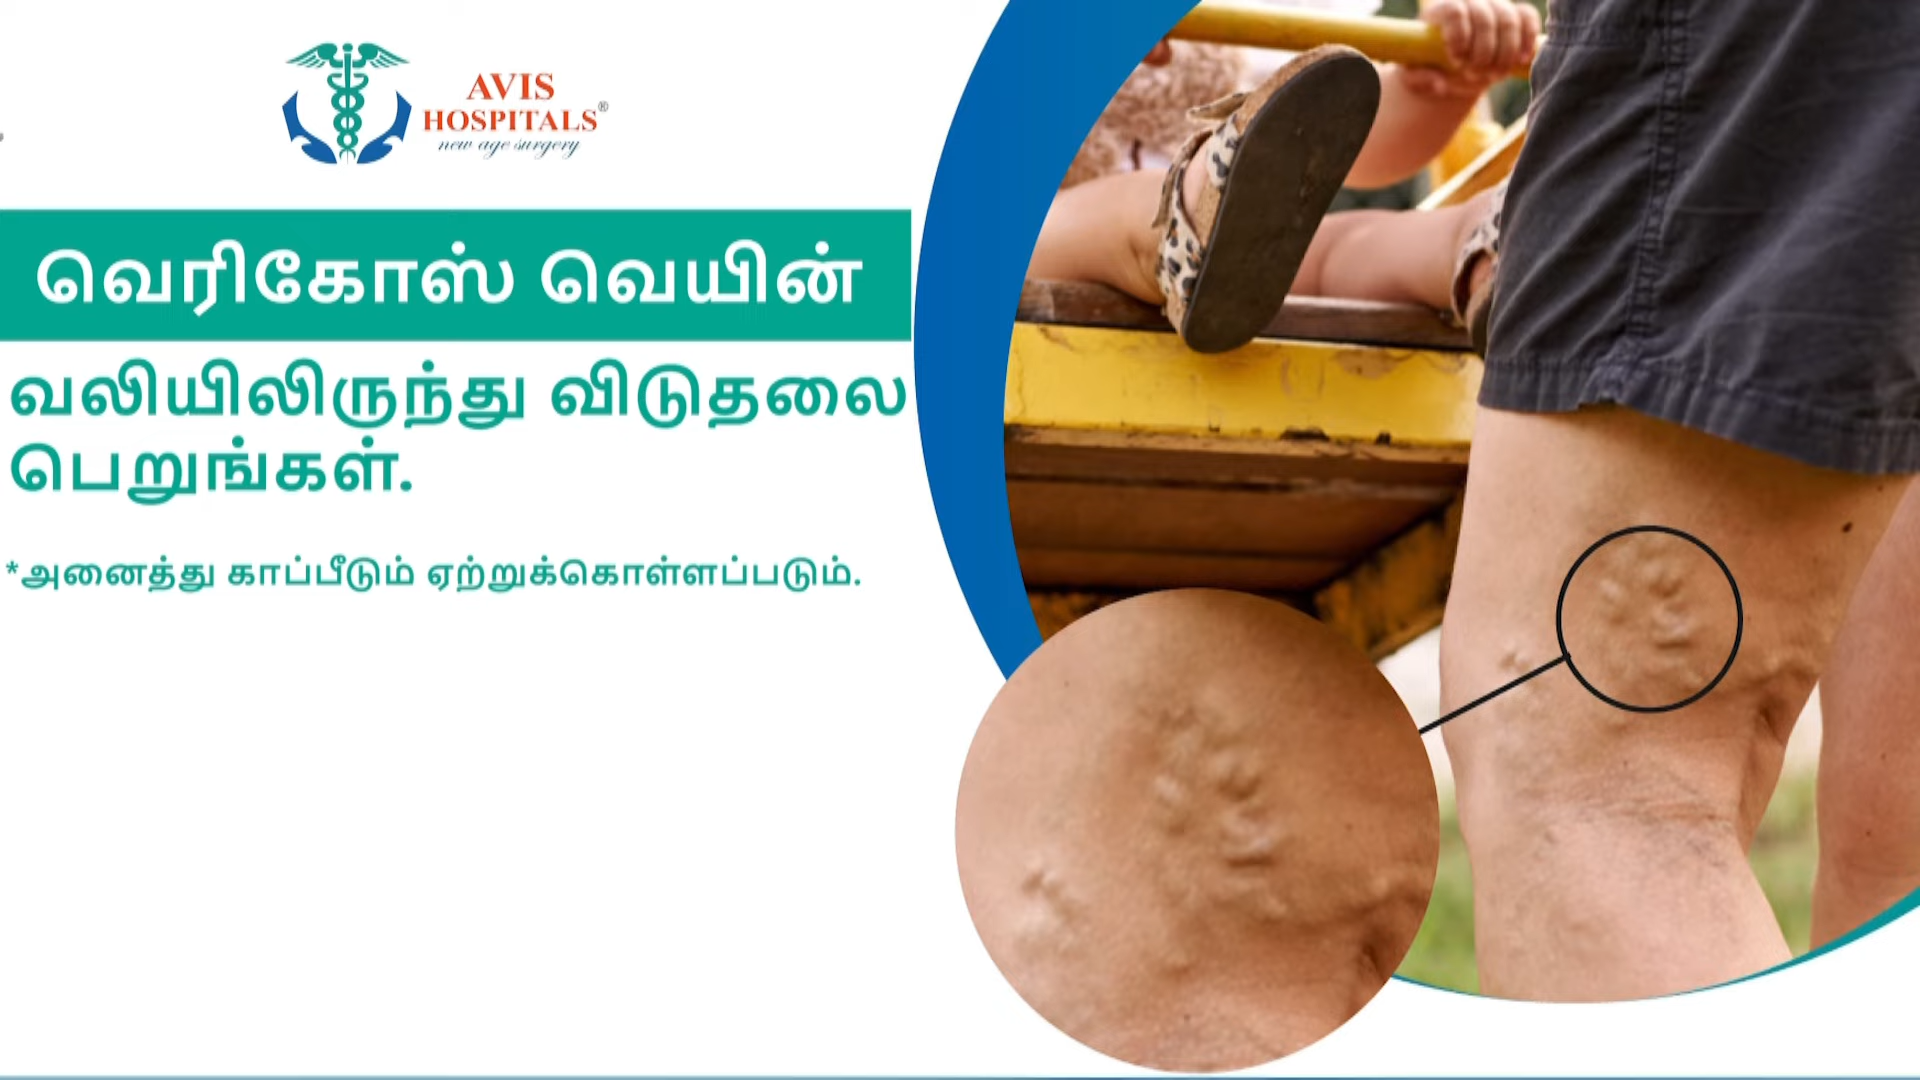 AVIS
HOSPITALS®
new age surgery
வெரிகோஸ் வெயின்
வலியிலிருந்து விடுதலை
பெறுங்கள்.
*அனைத்து காப்பீடும் ஏற்றுக்கொள்ளப்படும்.